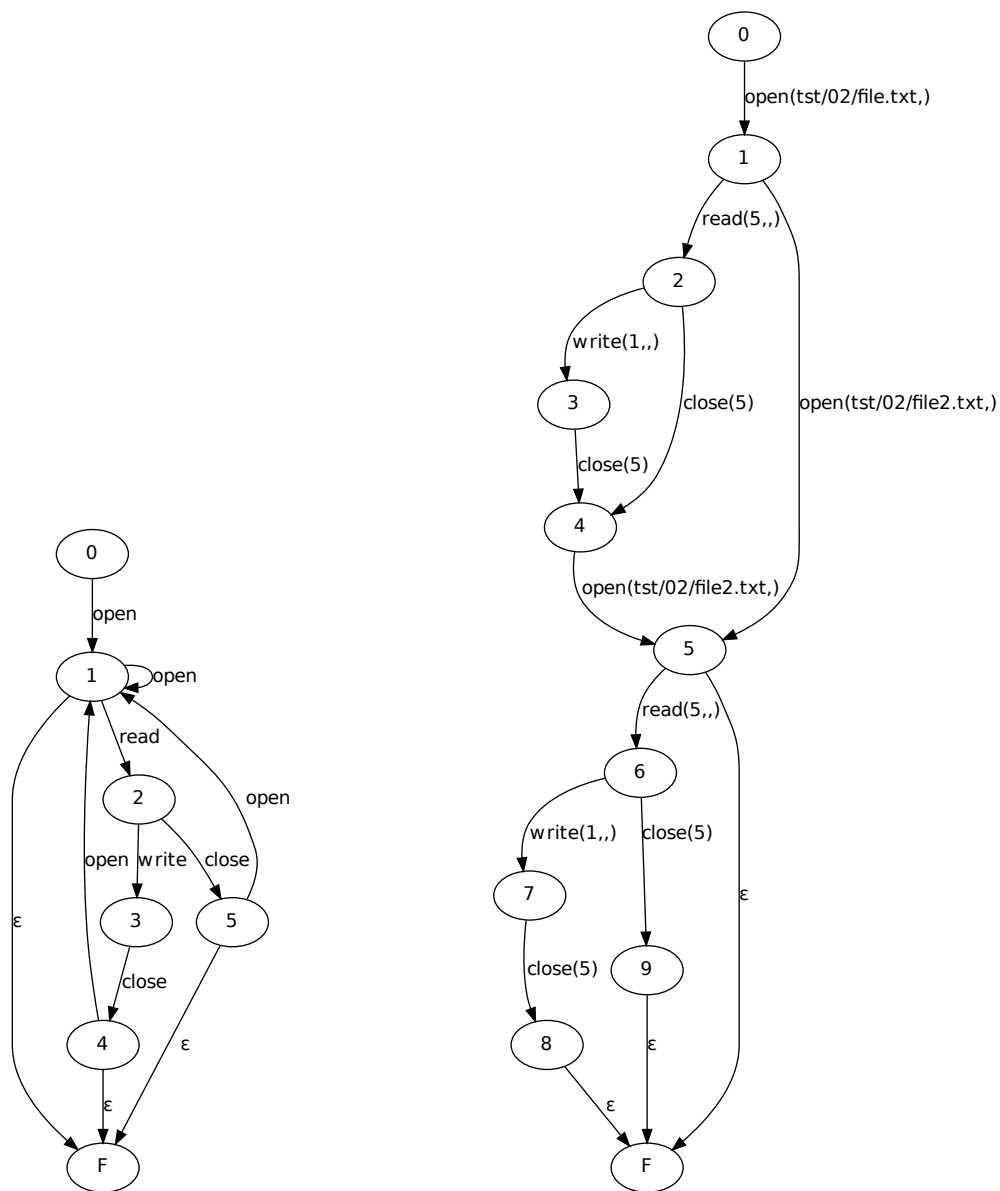 0
open
1
open
read
2
open
open
write
close
3
5
ε
close
4
ε
ε
F
0
open(tst/02/file.txt,)
1
read(5,,)
2
write(1,,)
3
close(5)
open(tst/02/file2.txt,)
close(5)
4
open(tst/02/file2.txt,)
5
read(5,,)
6
write(1,,)
close(5)
7
ε
close(5)
9
8
ε
ε
F